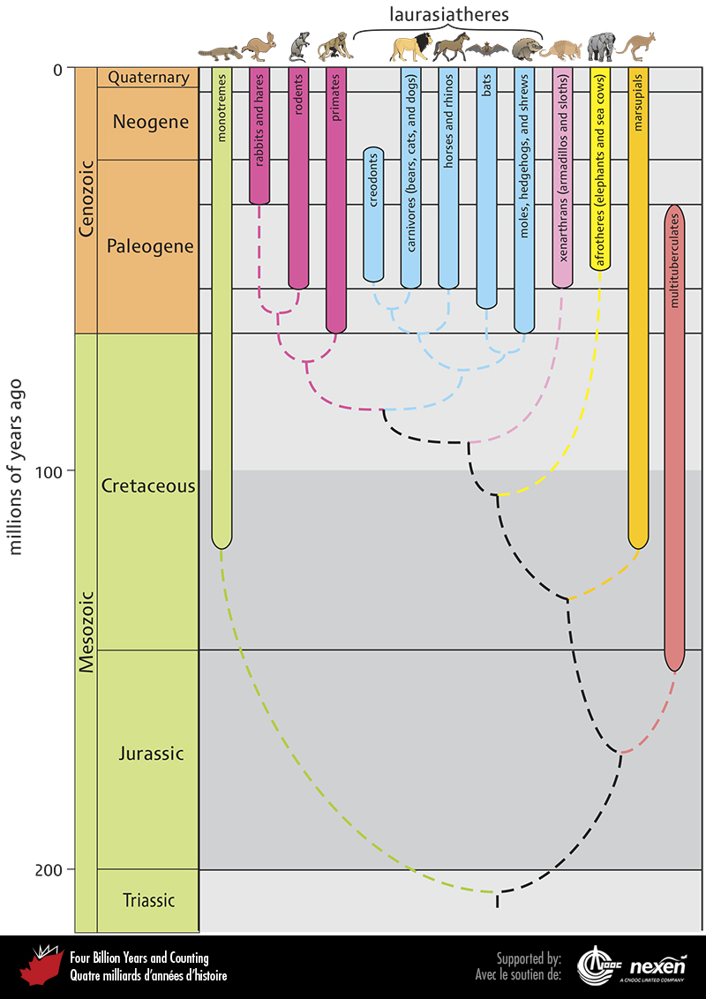 laurasiatheres
0
Quaternary
Neogene
Paleogene
Cenozoic
monotremes
rabbits and hares
rodents
primates
creodonts
carnivores (bears, cats, and dogs)
horses and rhinos
bats
moles, hedgehogs, and shrews
xenarthrans (armadillos and sloths)
afrotheres (elephants and sea cows)
marsupials
multituberculates
millions of years ago
100
Cretaceous
Mesozoic
Jurassic
200
Triassic
Four Billion Years and Counting
Quatre milliards d'années d'histoire
Supported by:
Avec le soutien de:
CNOOC
nexen
A CNOOC LIMITED COMPANY